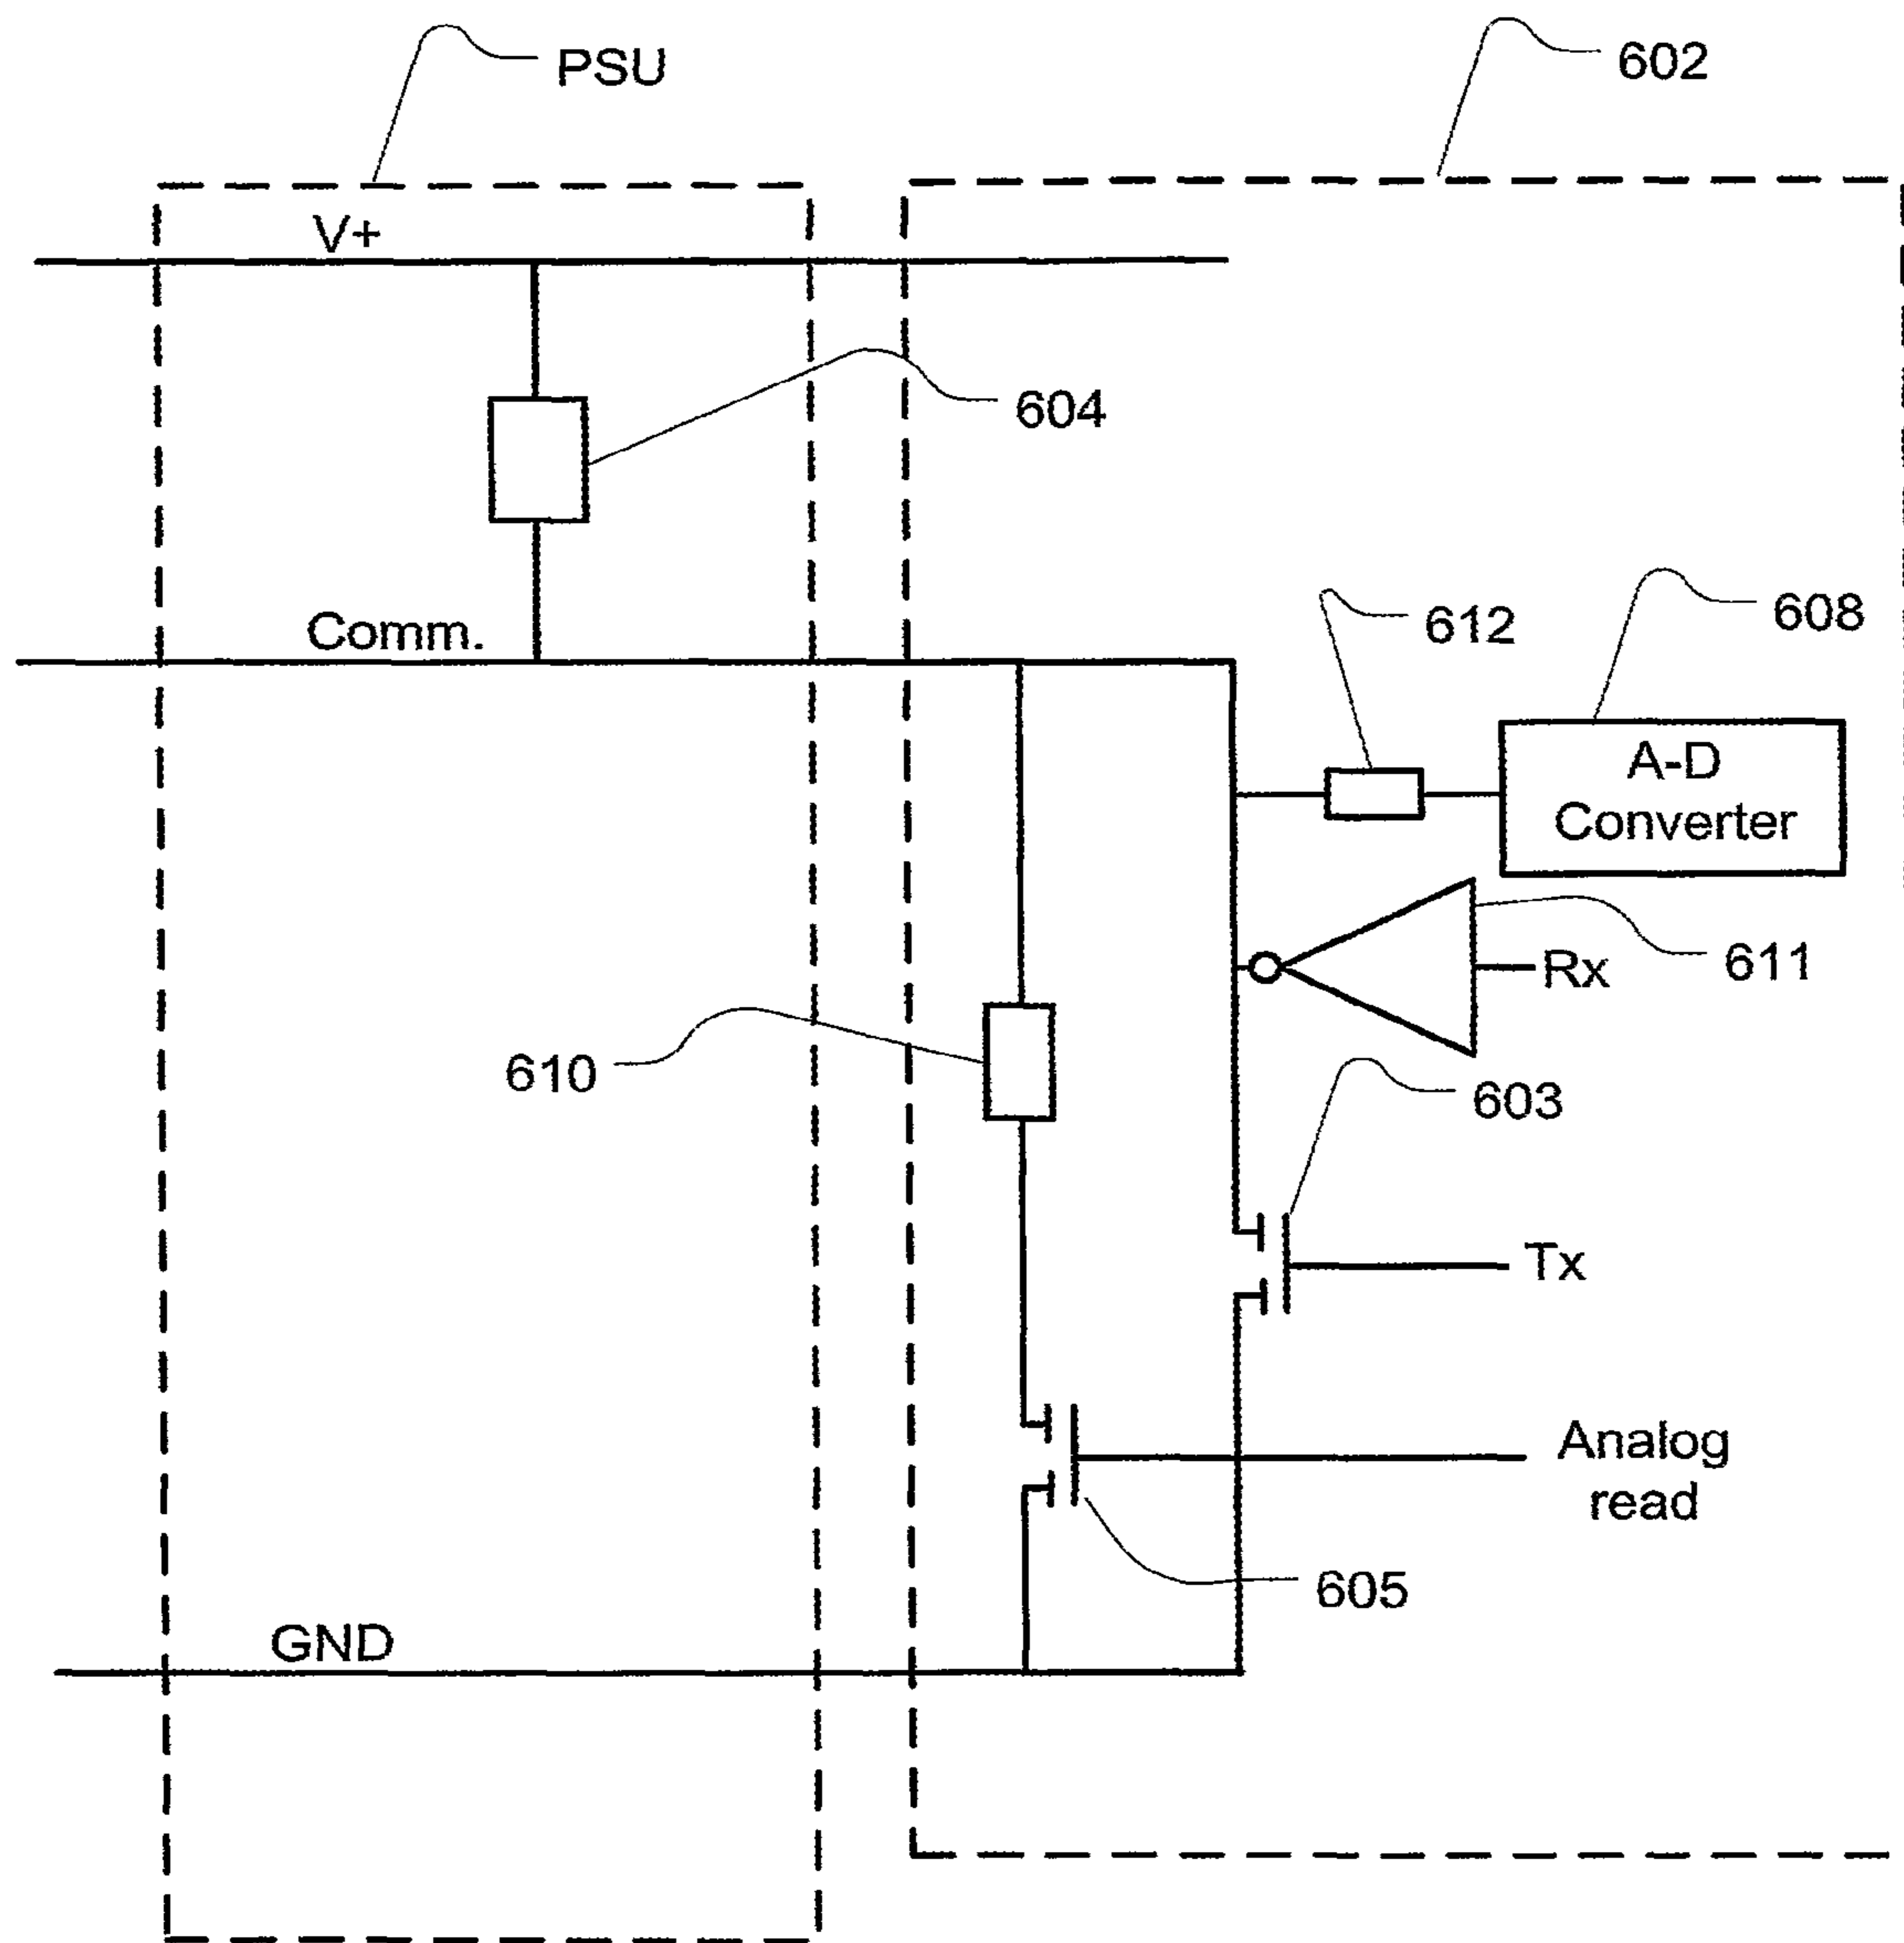 PSU
602
V+
604
Comm.
612
608
A-D
Converter
611
Rx
610
603
Tx
Analog
read
605
GND